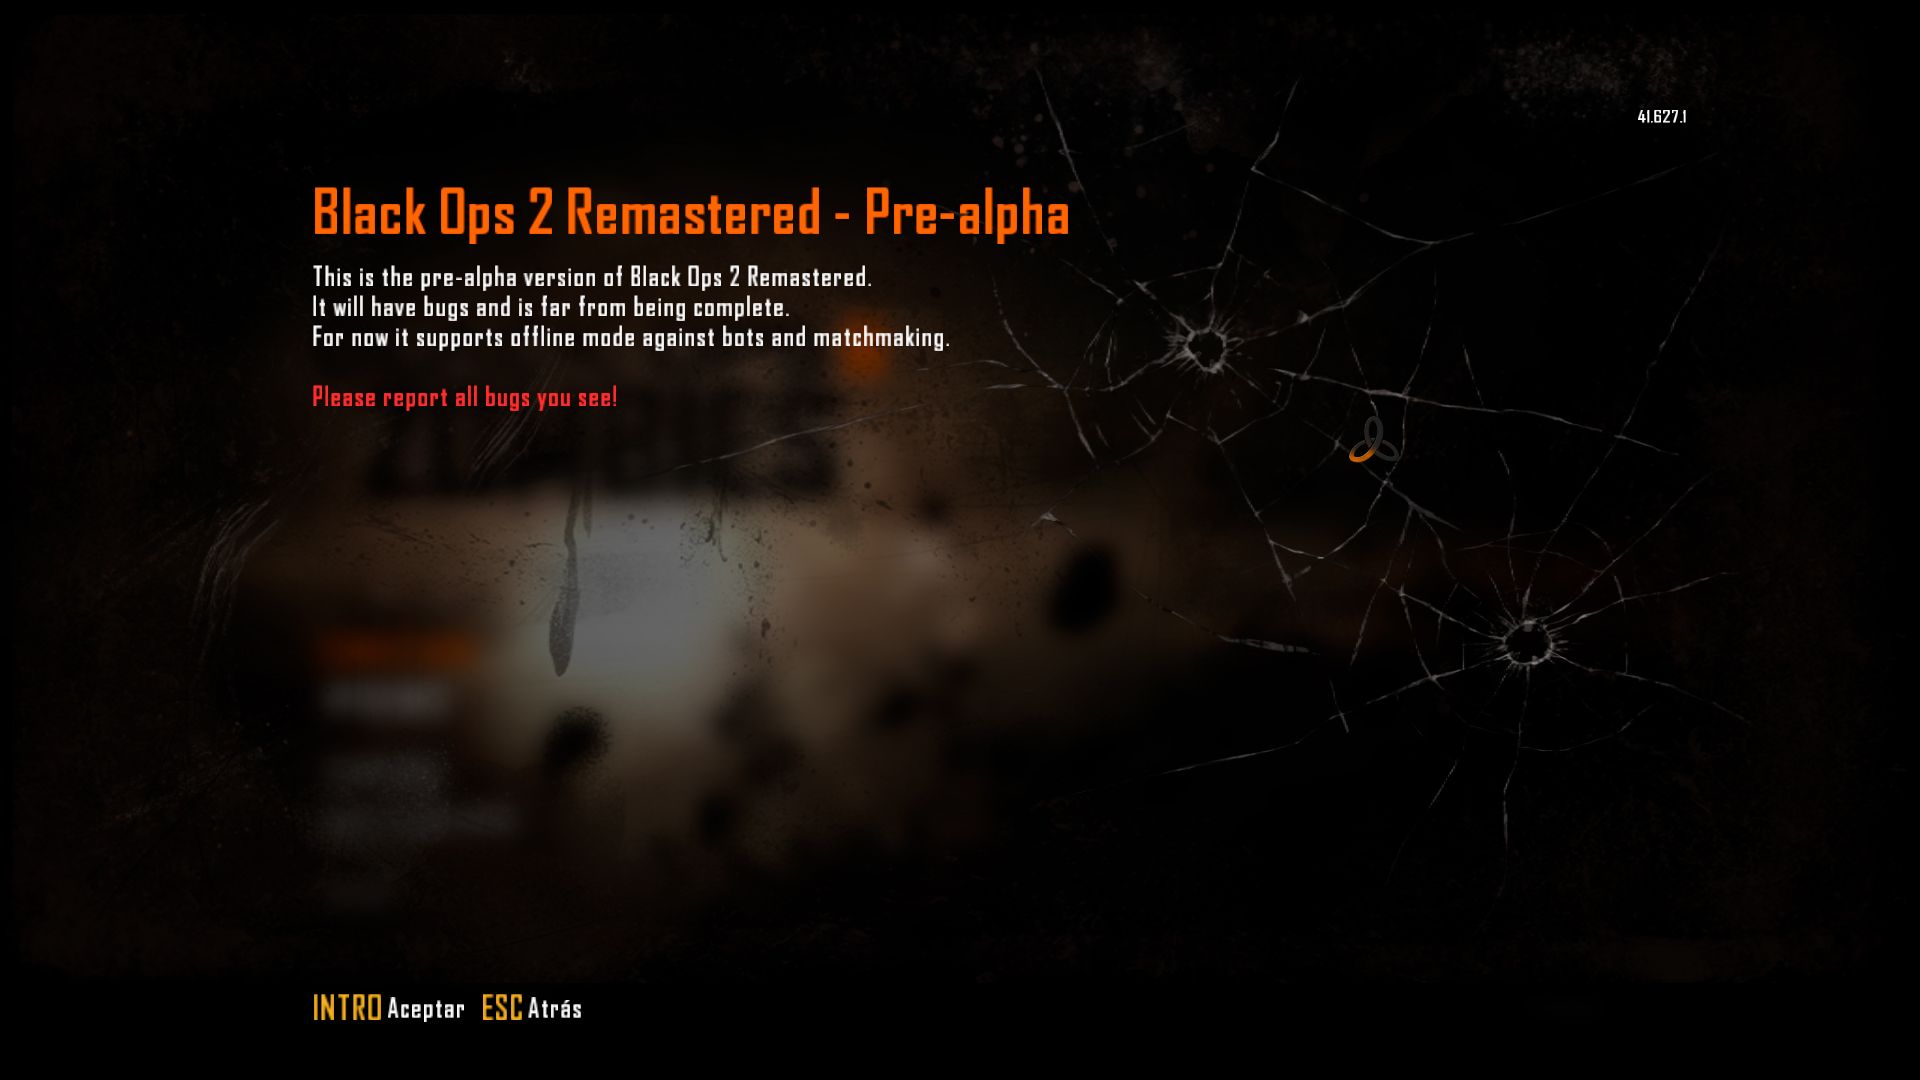 41.627.1
Black Ops 2 Remastered - Pre-alpha
This is the pre-alpha version of Black Ops 2 Remastered.
It will have bugs and is far from being complete.
For now it supports offline mode against bots and matchmaking.
Please report all bugs you see!
INTRO Aceptar ESC Atrás